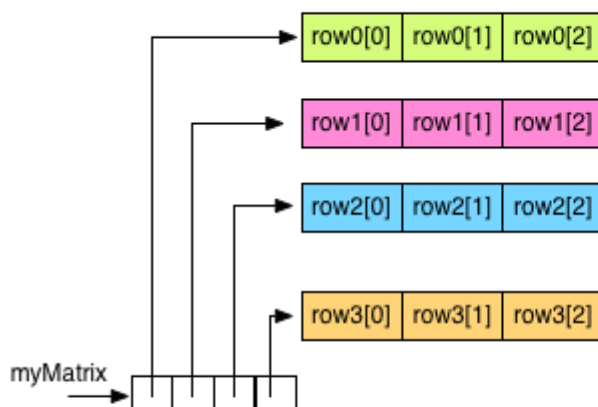 row0[0] row0[1] row0[2]
row1[0] row1[1] row1[2]
row2[0] row2[1] row2[2]
row3[0] row3[1] row3[2]
myMatrix